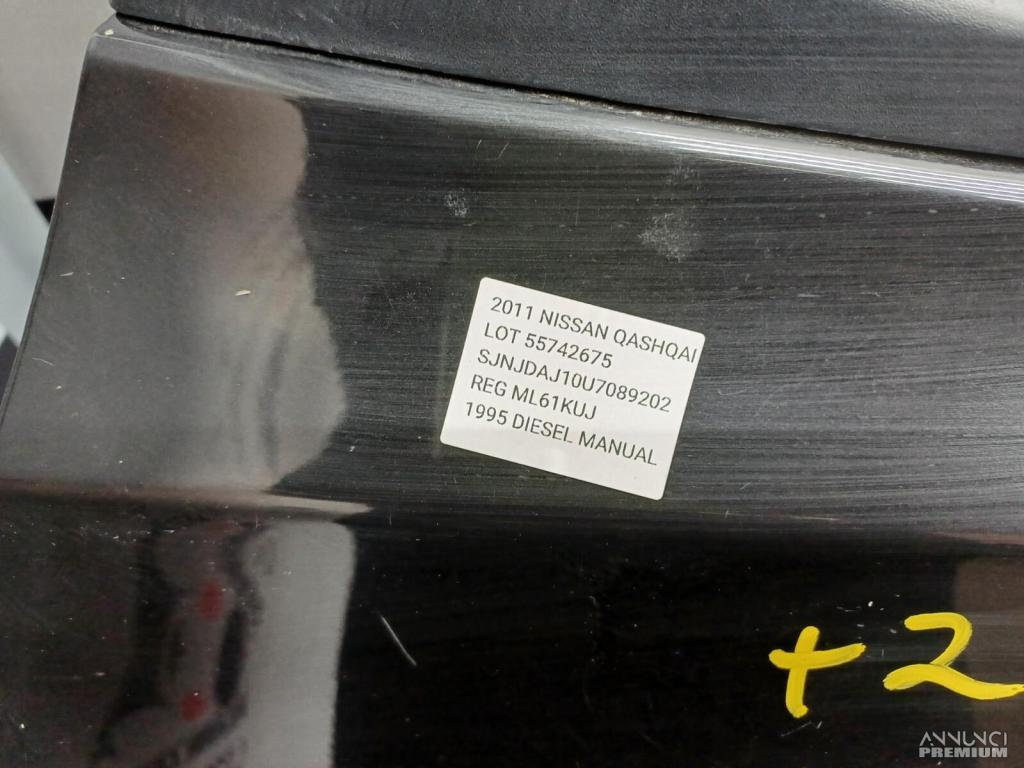 2011 NISSAN QASHQAI
LOT 55742675
SJNJDAJ10U7089202
REG ML61KUJ
1995 DIESEL MANUAL
+2
ANNUNCI
PREMIUM